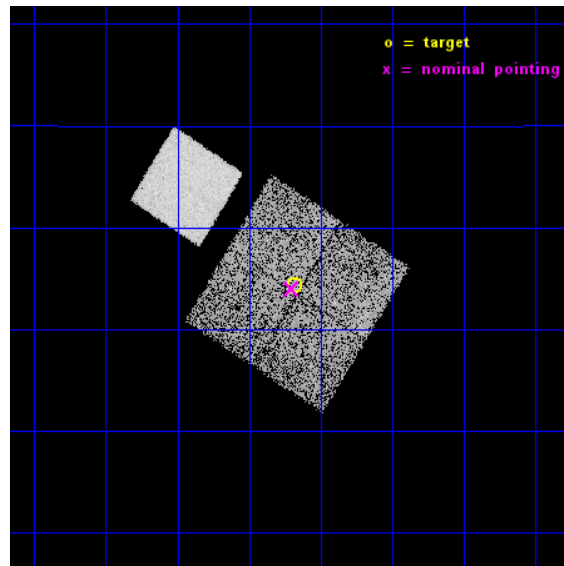 o = target
x = nominal pointing